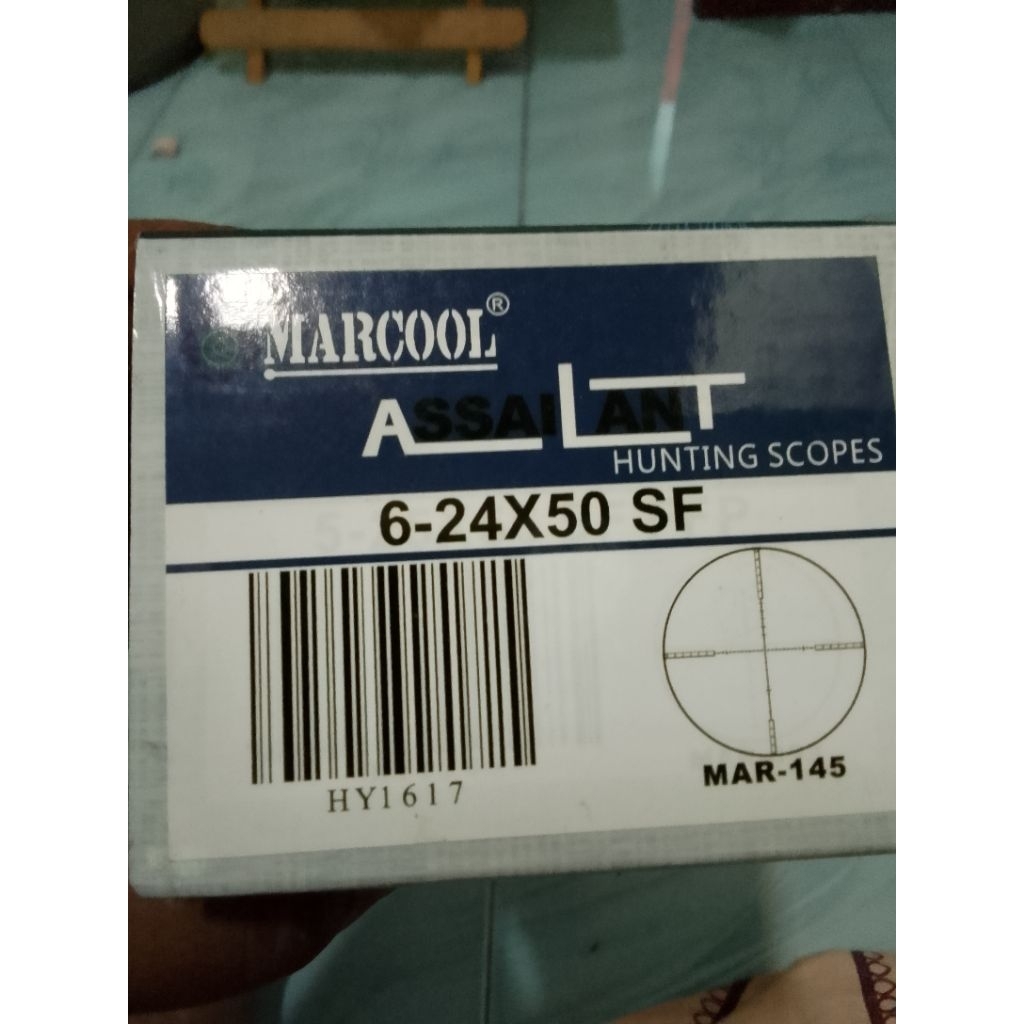 MARCOOL®
ASSAILANT
HUNTING SCOPES
6-24X50 SF
HY1617
MAR-145